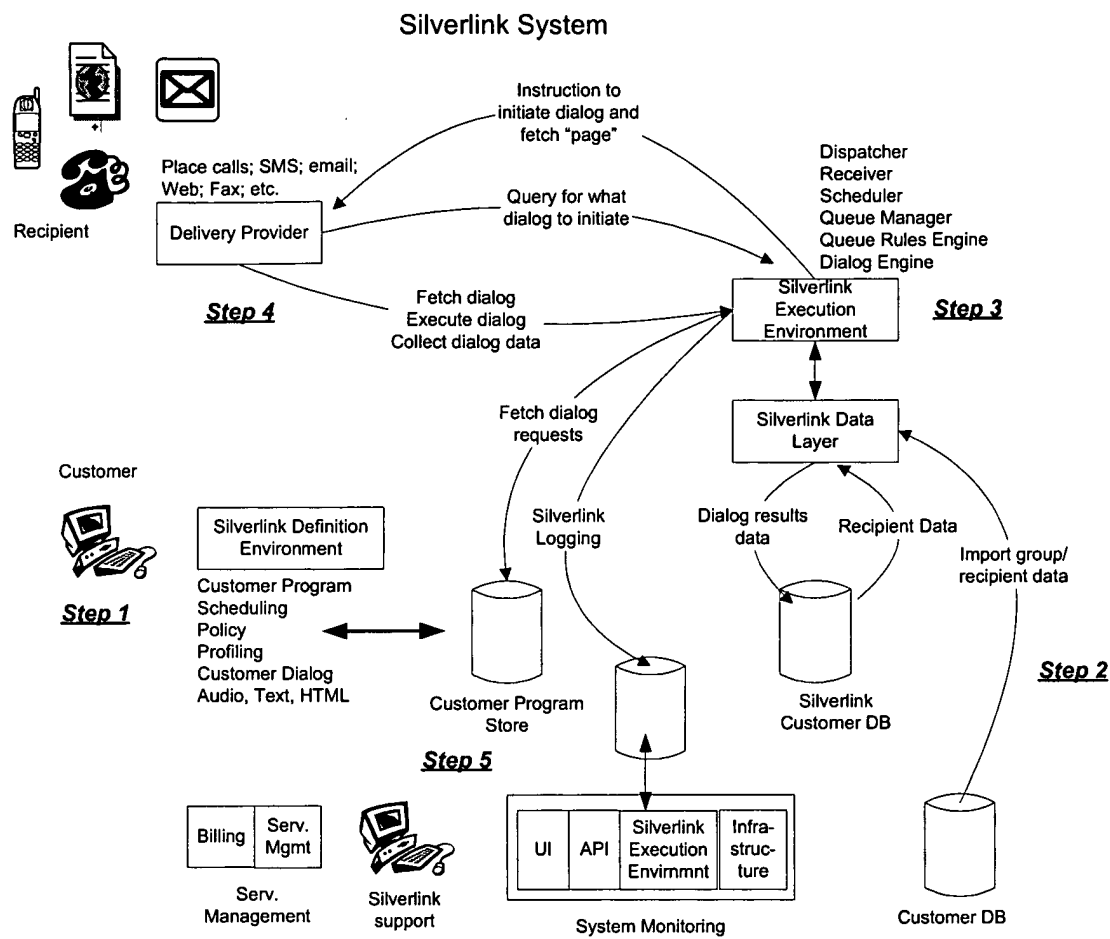 Silverlink System
Instruction to
initiate dialog and
fetch “page”
Dispatcher
Receiver
Scheduler
Queue Manager
Queue Rules Engine
Dialog Engine
Place calls; SMS; email;
Web; Fax; etc.
Query for what
dialog to initiate
Recipient
Delivery Provider
Step 4
Fetch dialog
Execute dialog
Collect dialog data
Silverlink
Execution
Environment
Step 3
Fetch dialog
requests
Silverlink Data
Layer
Customer
Silverlink Definition
Environment
Silverlink
Logging
Dialog results
data
Recipient Data
Import group/
recipient data
Step 1
Customer Program
Scheduling
Policy
Profiling
Customer Dialog
Audio, Text, HTML
Step 2
Customer Program
Store
Silverlink
Customer DB
Step 5
Billing
Serv.
Mgmt
UI
API
Silverlink
Execution
Envirnmnt
Infra-
struc-
ture
Serv.
Management
Silverlink
support
System Monitoring
Customer DB